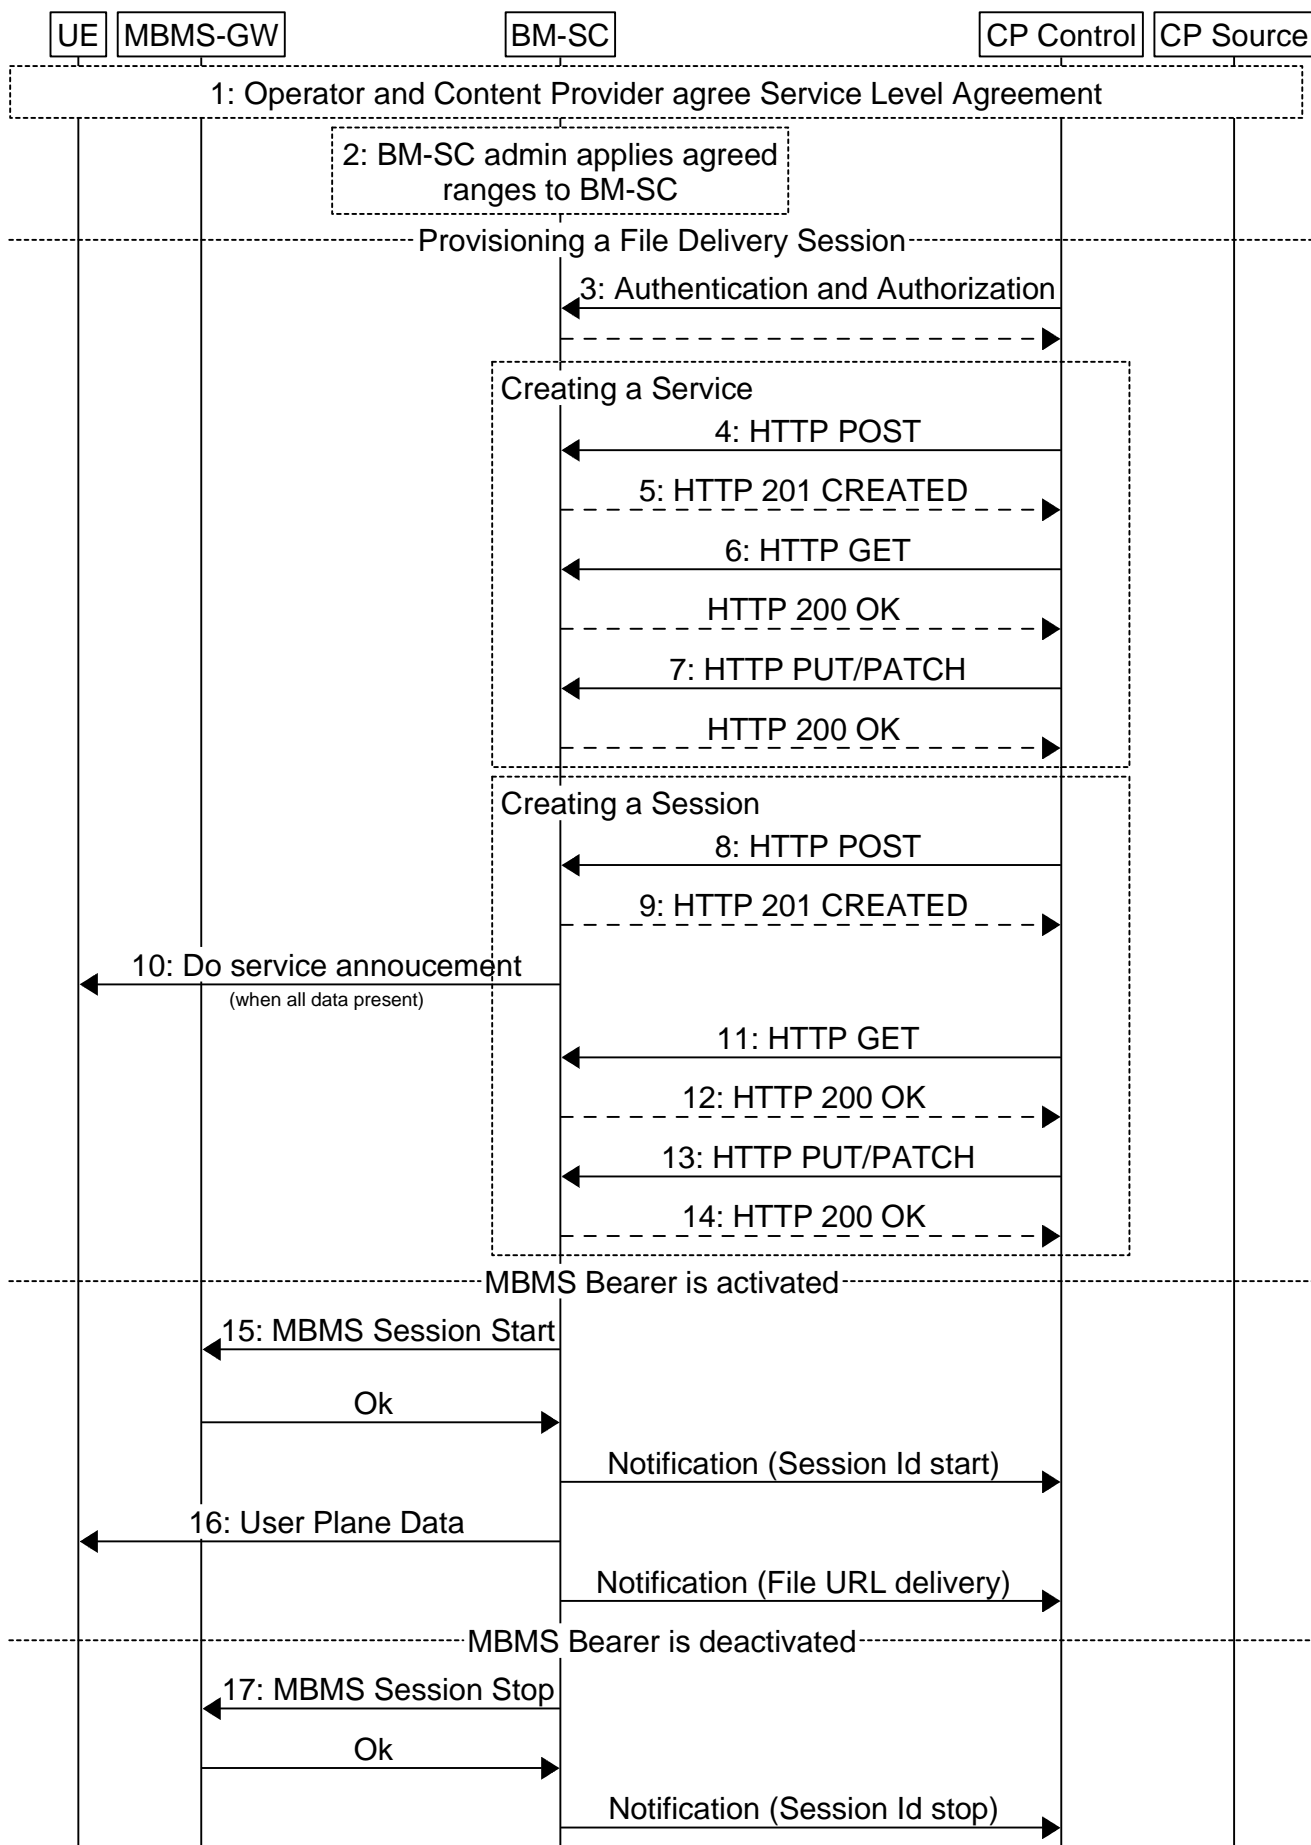 UE
MBMS-GW
BM-SC
CP Control
CP Source
1: Operator and Content Provider agree Service Level Agreement
2: BM-SC admin applies agreed
ranges to BM-SC
Provisioning a File Delivery Session
3: Authentication and Authorization
Creating a Service
4: HTTP POST
5: HTTP 201 CREATED
6: HTTP GET
HTTP 200 OK
7: HTTP PUT/PATCH
HTTP 200 OK
Creating a Session
8: HTTP POST
9: HTTP 201 CREATED
10: Do service annoucement
(when all data present)
11: HTTP GET
12: HTTP 200 OK
13: HTTP PUT/PATCH
14: HTTP 200 OK
MBMS Bearer is activated
15: MBMS Session Start
Ok
Notification (Session Id start)
16: User Plane Data
Notification (File URL delivery)
MBMS Bearer is deactivated
17: MBMS Session Stop
Ok
Notification (Session Id stop)